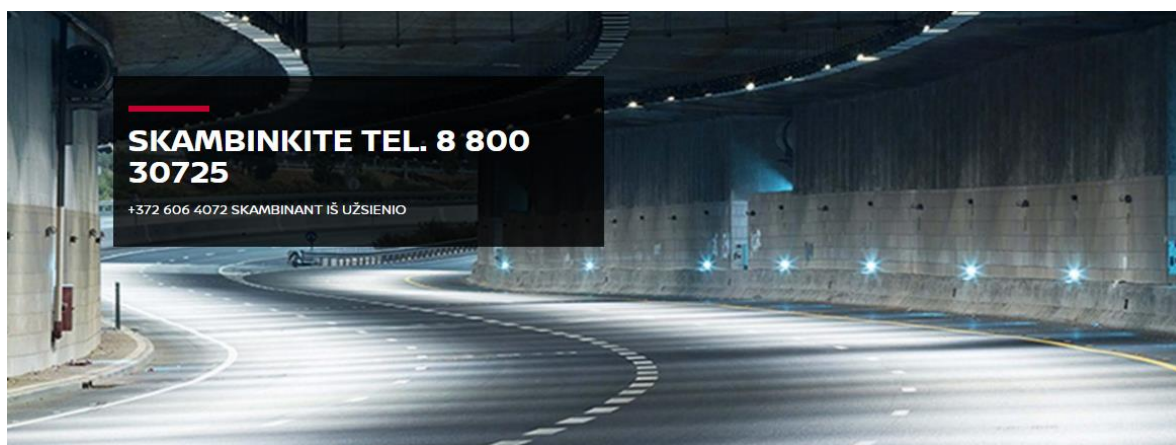 SKAMBINKITE TEL. 8 800
30725
+372 606 4072 SKAMBINANT IŠ UŽSIENIO